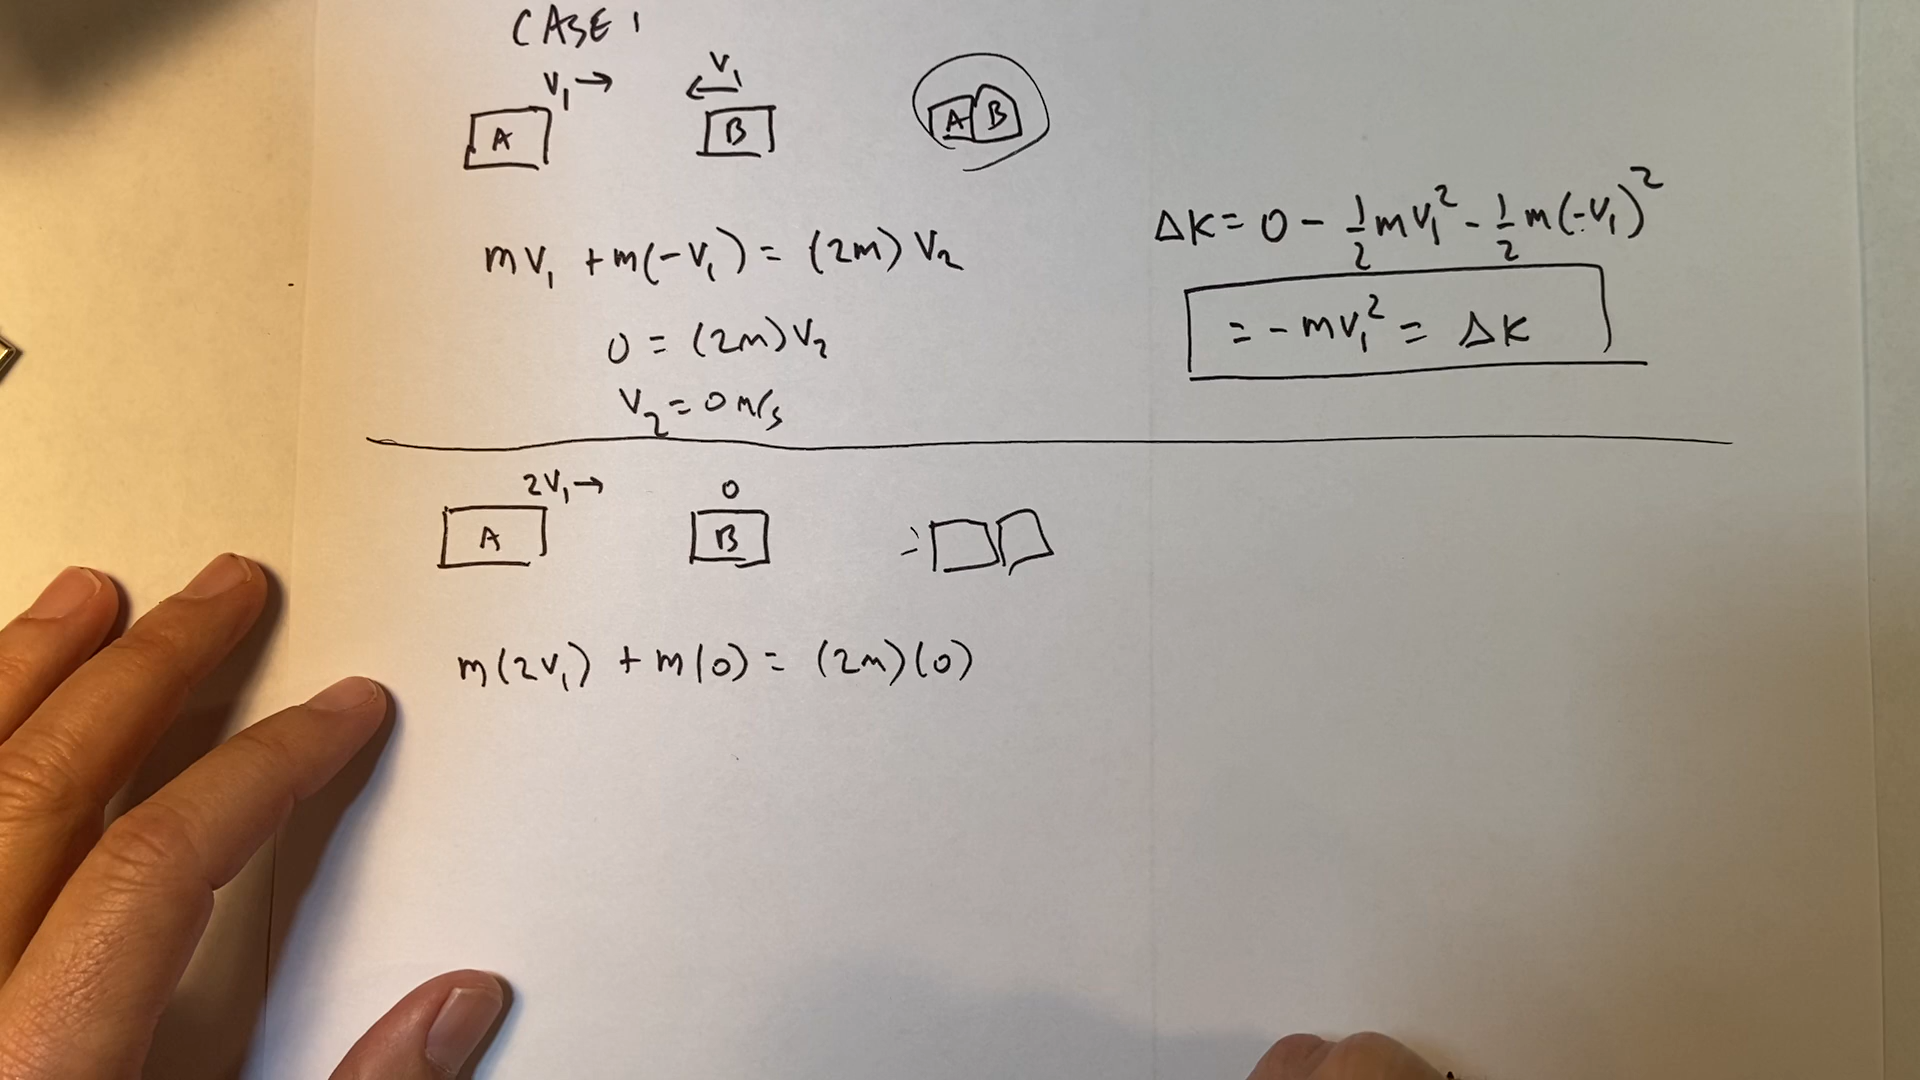 CASE 1
V₁ → ← V₁
A B A B
mV₁ + m(-V₁) = (2m) V₂
0 = (2m) V₂
V₂ = 0 m/s
ΔK = 0 - 1/2 mV₁² - 1/2 m(-V₁)²
= - mV₁² = ΔK
2V₁ → 0
A B
m(2V₁) + m(0) = (2m)(0)